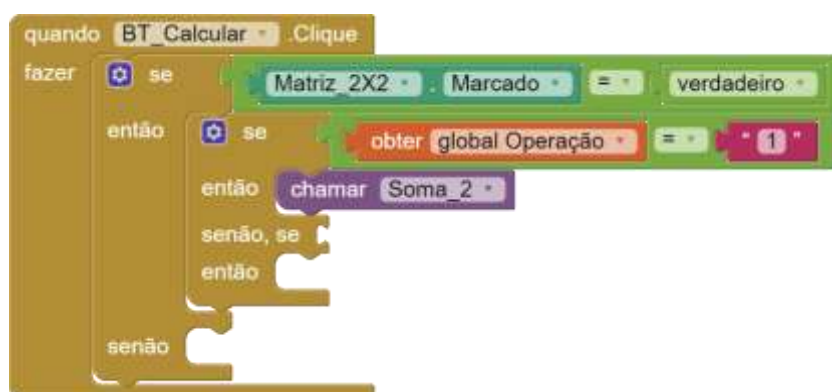 quando BT_Calcular .Clique
fazer se Matriz_2X2 . Marcado = verdadeiro
então se obter global Operação = " 1 "
então chamar Soma_2
senão, se
então
senão